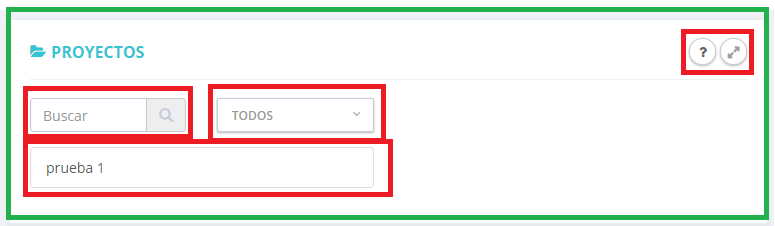 PROYECTOS
?
Buscar
TODOS
prueba 1